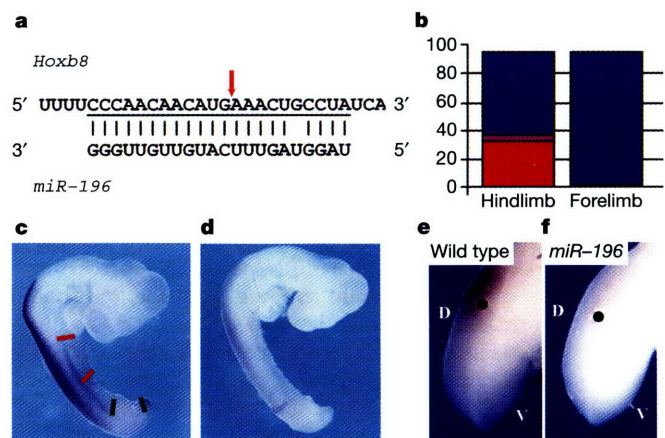 a
Hoxb8
5′ UUUUCCCAACAACAUGAAACUGCCUAUCA 3′
3′ GGGUUGUUGUACUUUGAUGGAU 5′
miR-196
b
100
80
60
40
20
0
Hindlimb Forelimb
c
d
e Wild type
D
V
f miR-196
D
V